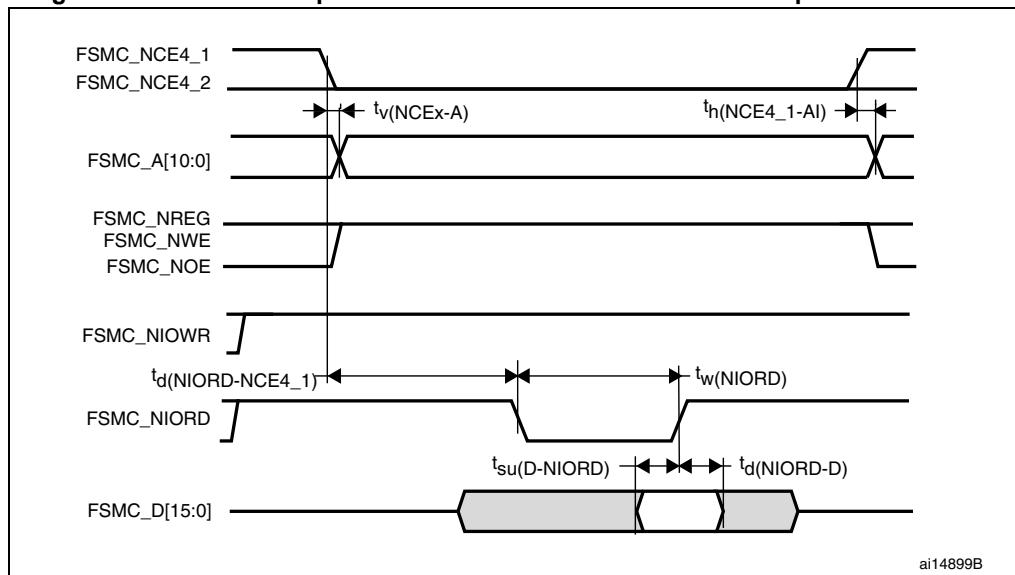 FSMC_NCE4_1
FSMC_NCE4_2
tv(NCEx-A)
th(NCE4_1-AI)
FSMC_A[10:0]
FSMC_NREG
FSMC_NWE
FSMC_NOE
FSMC_NIOWR
td(NIORD-NCE4_1)
tw(NIORD)
FSMC_NIORD
tsu(D-NIORD)
td(NIORD-D)
FSMC_D[15:0]
ai14899B